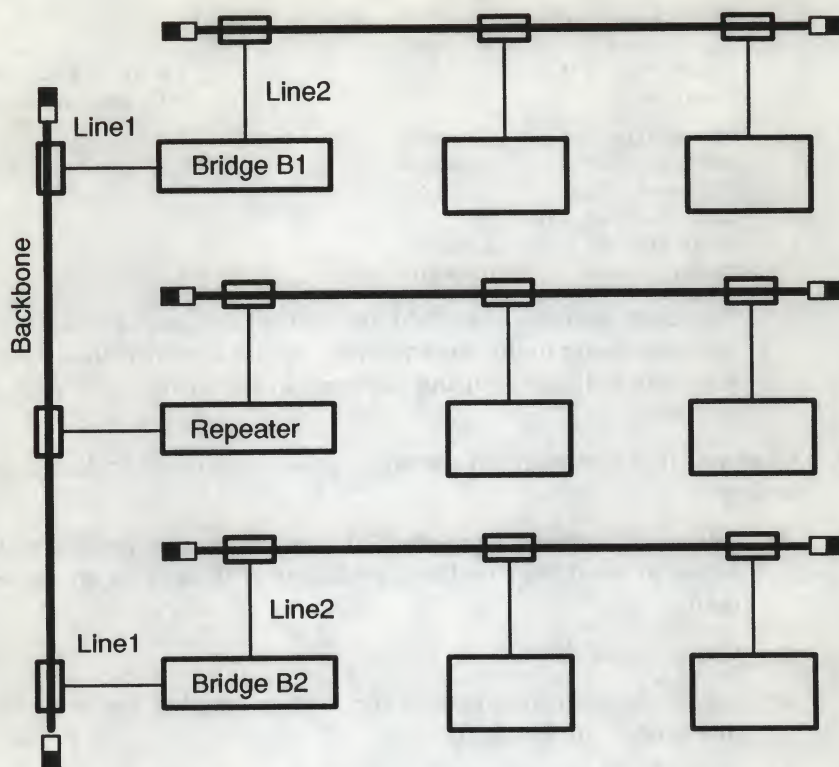 Line2
Line1
Bridge B1
Backbone
Repeater
Line2
Line1
Bridge B2